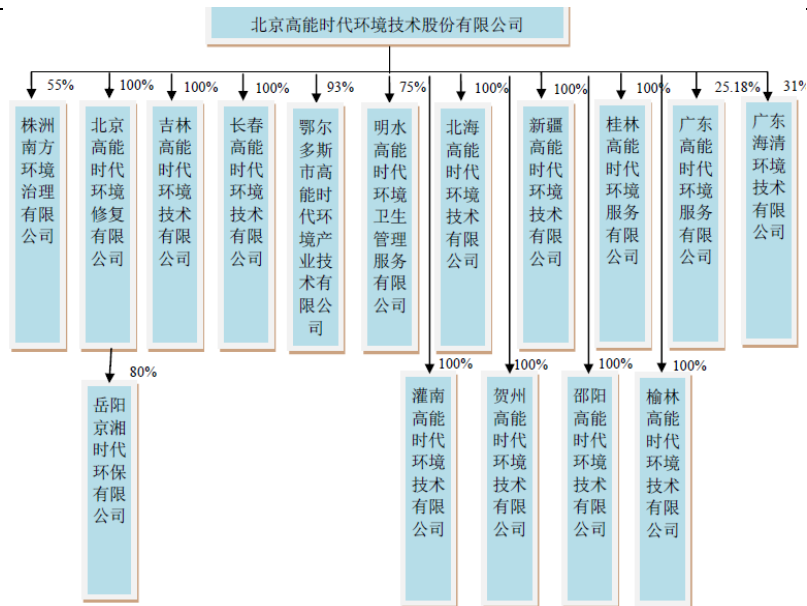 北京高能时代环境技术股份有限公司
55%
100%
100%
100%
93%
75%
100%
100%
100%
25.18%
31%
株洲
南方
环境
治理
有限
公司
北京
高能
时代
环境
修复
有限
公司
吉林
高能
时代
环境
技术
有限
公司
长春
高能
时代
环境
技术
有限
公司
鄂尔
多斯
市高
能时
代环
境产
业技
术有
限公
司
明水
高能
时代
环境
卫生
管理
服务
有限
公司
北海
高能
时代
环境
技术
有限
公司
新疆
高能
时代
环境
技术
有限
公司
桂林
高能
时代
环境
服务
有限
公司
广东
高能
时代
环境
服务
有限
公司
广东
海清
环境
技术
有限
公司
80%
100%
100%
100%
100%
岳阳
京湘
时代
环保
有限
公司
灌南
高能
时代
环境
技术
有限
公司
贺州
高能
时代
环境
技术
有限
公司
邵阳
高能
时代
环境
技术
有限
公司
榆林
高能
时代
环境
技术
有限
公司